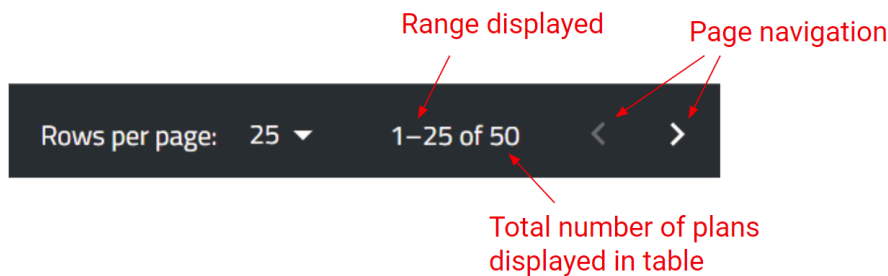 Range displayed
Page navigation
Rows per page: 25 1–25 of 50
Total number of plans
displayed in table